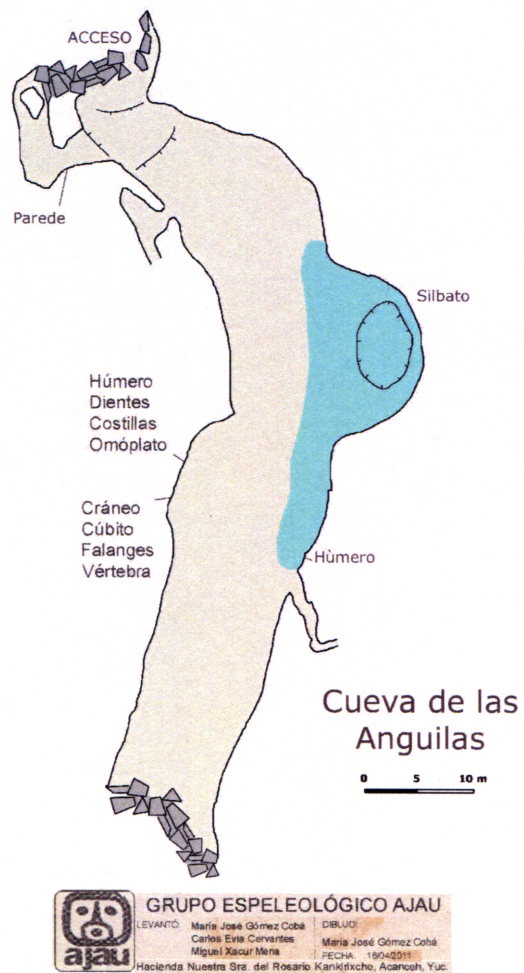 ACCESO
Parede
Silbato
Húmero
Dientes
Costillas
Omóplato
Cráneo
Cúbito
Falanges
Vértebra
Hùmero
Cueva de las
Anguilas
0 5 10 m
ajau
GRUPO ESPELEOLÓGICO AJAU
LEVANTÓ: María José Gómez Cobá
Carlos Evia Cervantes
Miguel Xacur Mena
DIBUJO:
María José Gómez Cobá
FECHA: 16/04/2011
Hacienda Nuestra Sra. del Rosario Kankirixche, Acanceh, Yuc.